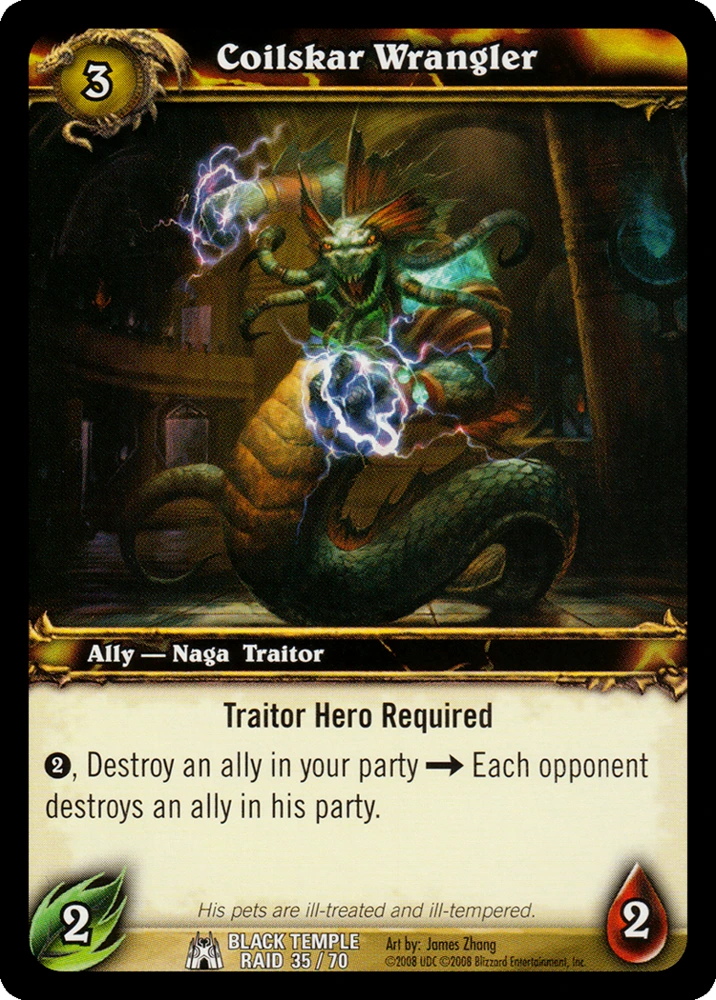 3
Coilskar Wrangler
Ally — Naga Traitor
Traitor Hero Required
2, Destroy an ally in your party → Each opponent
destroys an ally in his party.
His pets are ill-treated and ill-tempered.
2
2
BLACK TEMPLE
RAID 35/70
Art by: James Zhang
©2008 UDC ©2008 Blizzard Entertainment, Inc.